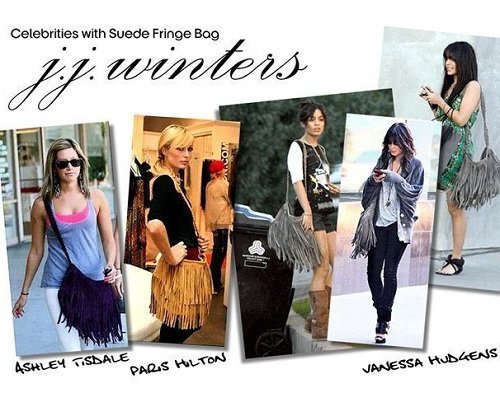 Celebrities with Suede Fringe Bag
j.j.winters
ASHLEY TISDALE
PARIS HILTON
VANESSA HUDGENS